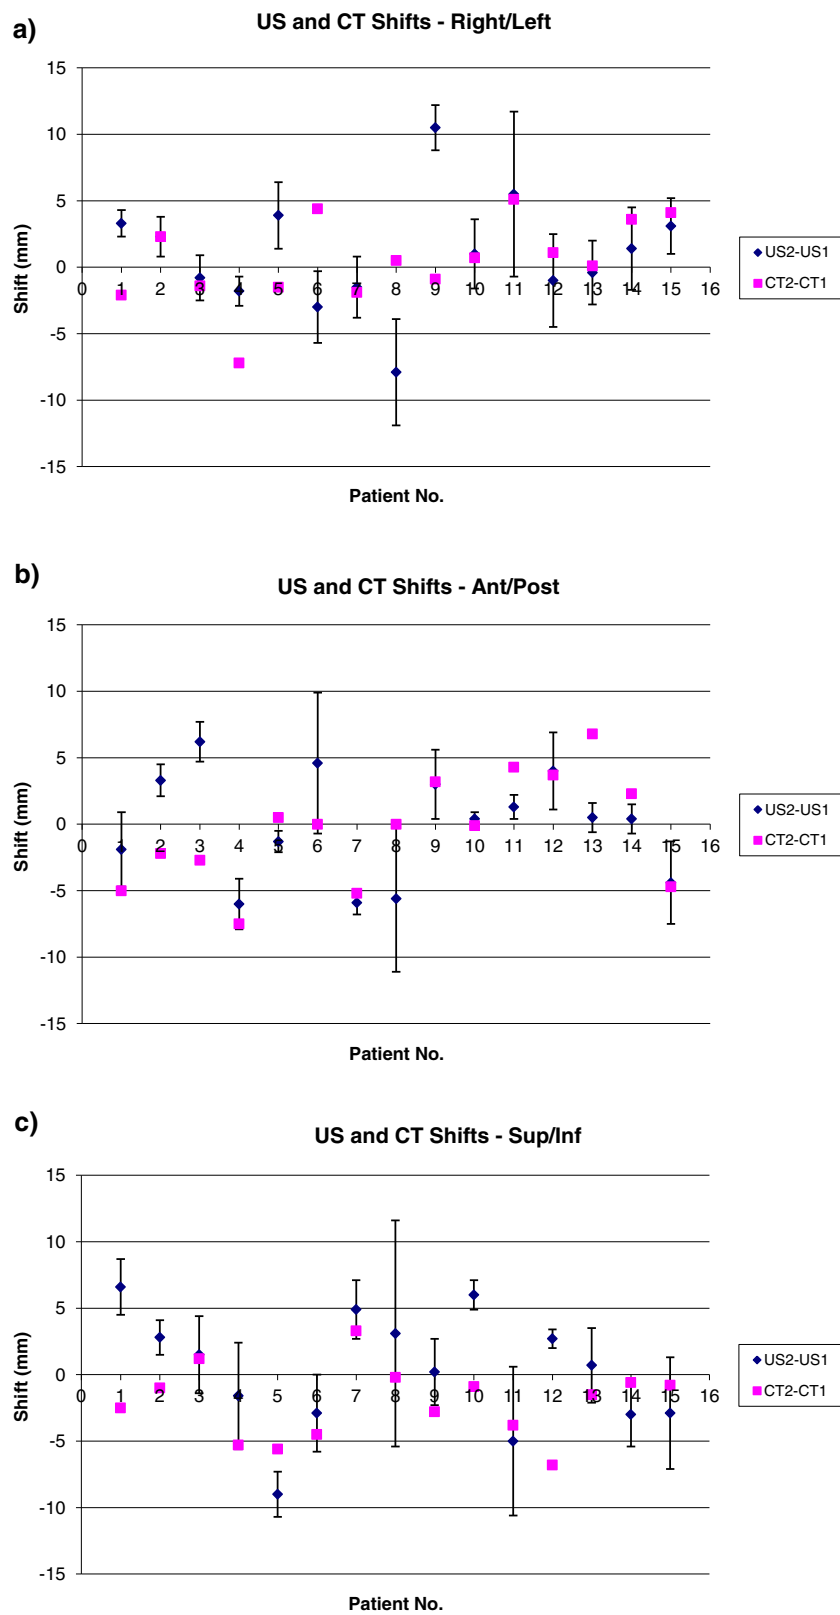 a)
US and CT Shifts - Right/Left
15
10
5
0
-5
-10
-15
0 1 2 3 4 5 6 7 8 9 10 11 12 13 14 15 16
Shift (mm)
Patient No.
US2-US1
CT2-CT1
b)
US and CT Shifts - Ant/Post
15
10
5
0
-5
-10
-15
0 1 2 3 4 5 6 7 8 9 10 11 12 13 14 15 16
Shift (mm)
Patient No.
US2-US1
CT2-CT1
c)
US and CT Shifts - Sup/Inf
15
10
5
0
-5
-10
-15
0 1 2 3 4 5 6 7 8 9 10 11 12 13 14 15 16
Shift (mm)
Patient No.
US2-US1
CT2-CT1